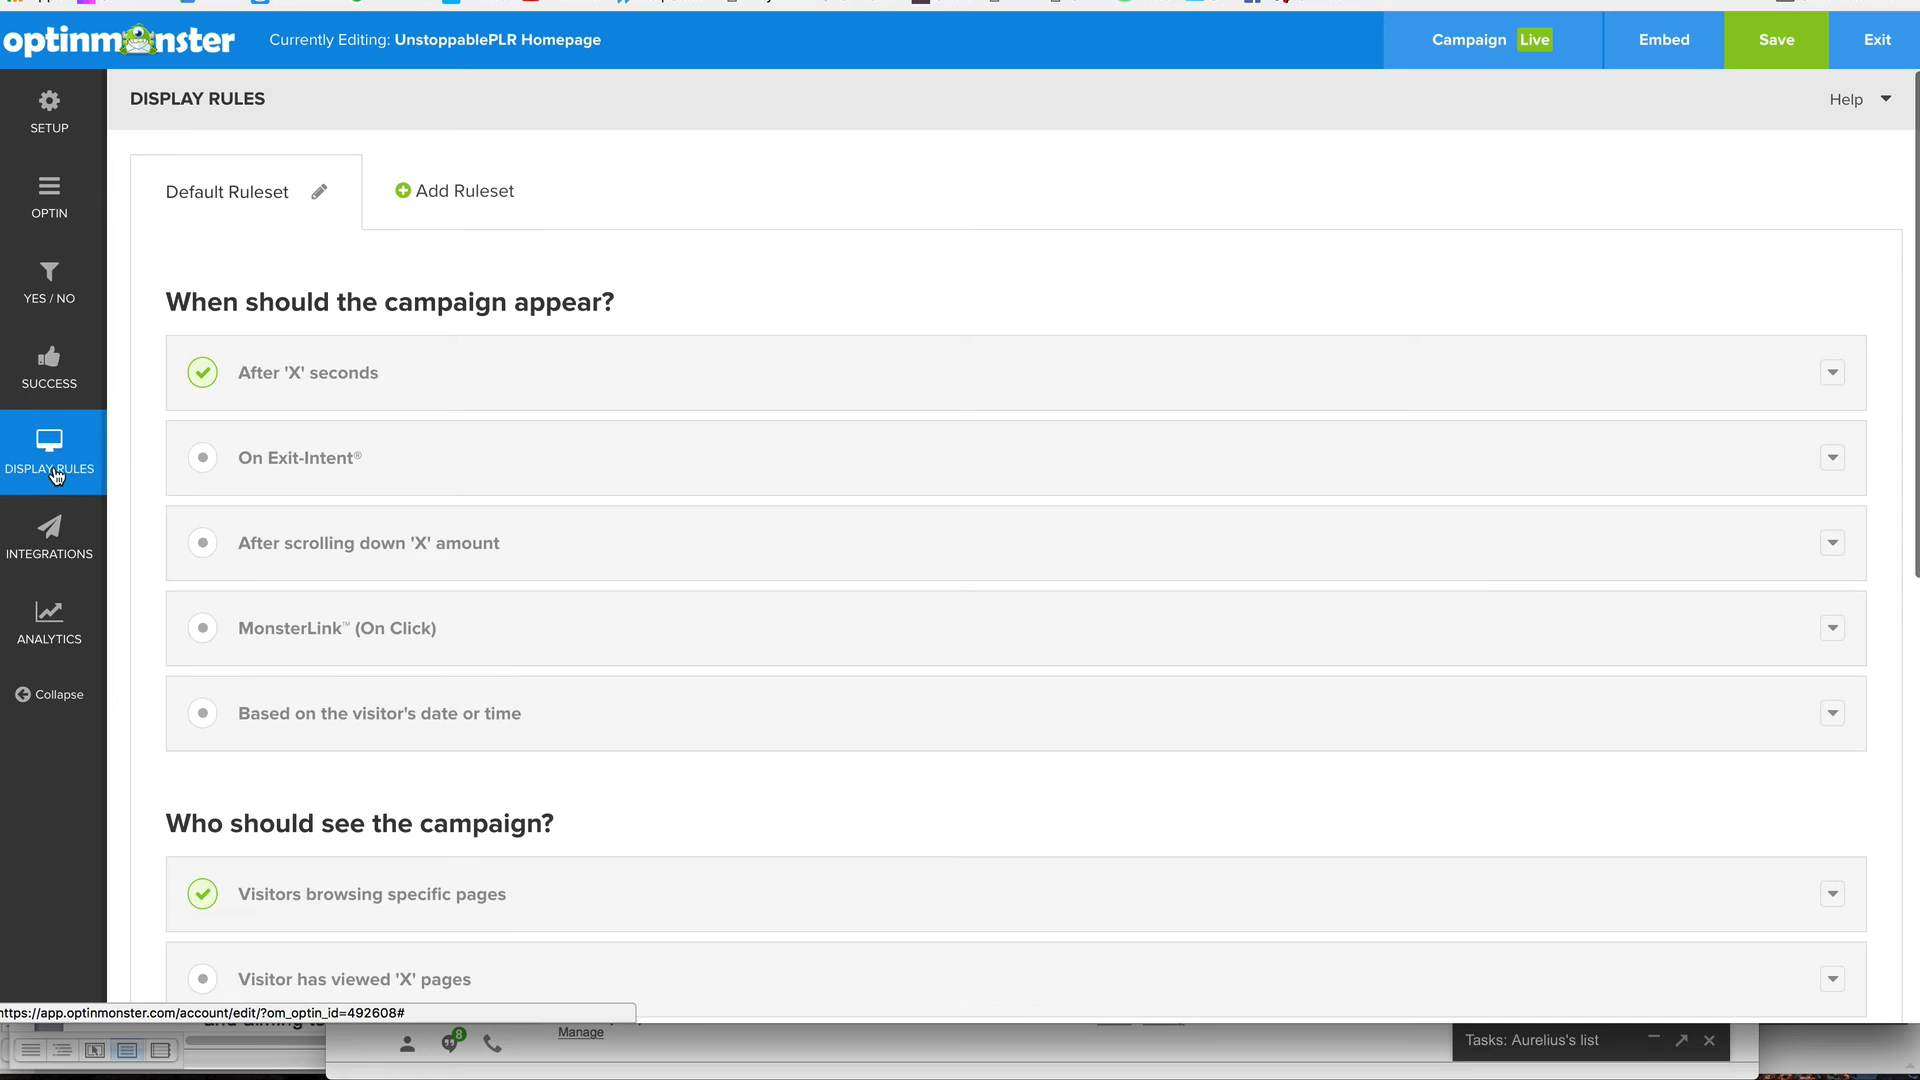 optinmonster
Currently Editing: UnstoppablePLR Homepage
Campaign Live
Embed
Save
Exit
SETUP
OPTIN
YES / NO
SUCCESS
DISPLAY RULES
INTEGRATIONS
ANALYTICS
Collapse
DISPLAY RULES
Help
Default Ruleset
Add Ruleset
When should the campaign appear?
After 'X' seconds
On Exit-Intent®
After scrolling down 'X' amount
MonsterLink™ (On Click)
Based on the visitor's date or time
Who should see the campaign?
Visitors browsing specific pages
Visitor has viewed 'X' pages
https://app.optinmonster.com/account/edit/?om_optin_id=492608#
8
Manage
Tasks: Aurelius's list